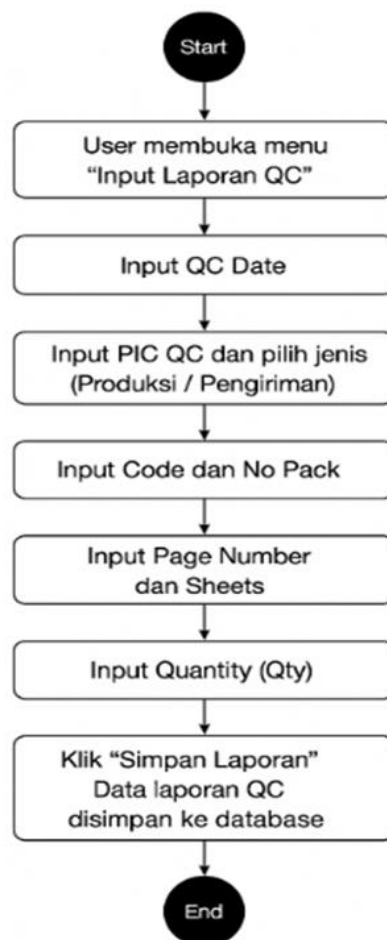 Start
User membuka menu
“Input Laporan QC”
Input QC Date
Input PIC QC dan pilih jenis
(Produksi / Pengiriman)
Input Code dan No Pack
Input Page Number
dan Sheets
Input Quantity (Qty)
Klik “Simpan Laporan”
Data laporan QC
disimpan ke database
End